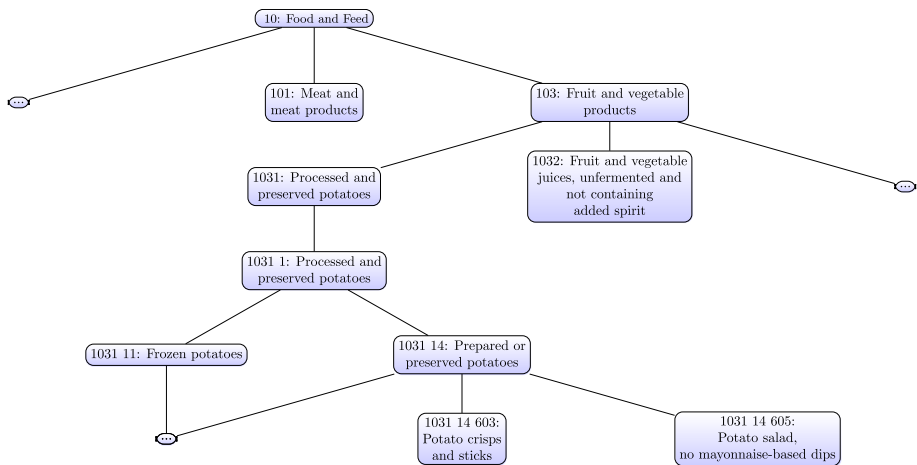 10: Food and Feed
...
101: Meat and
meat products
103: Fruit and vegetable
products
1031: Processed and
preserved potatoes
1032: Fruit and vegetable
juices, unfermented and
not containing
added spirit
...
1031 1: Processed and
preserved potatoes
1031 11: Frozen potatoes
1031 14: Prepared or
preserved potatoes
...
1031 14 603:
Potato crisps
and sticks
1031 14 605:
Potato salad,
no mayonnaise-based dips